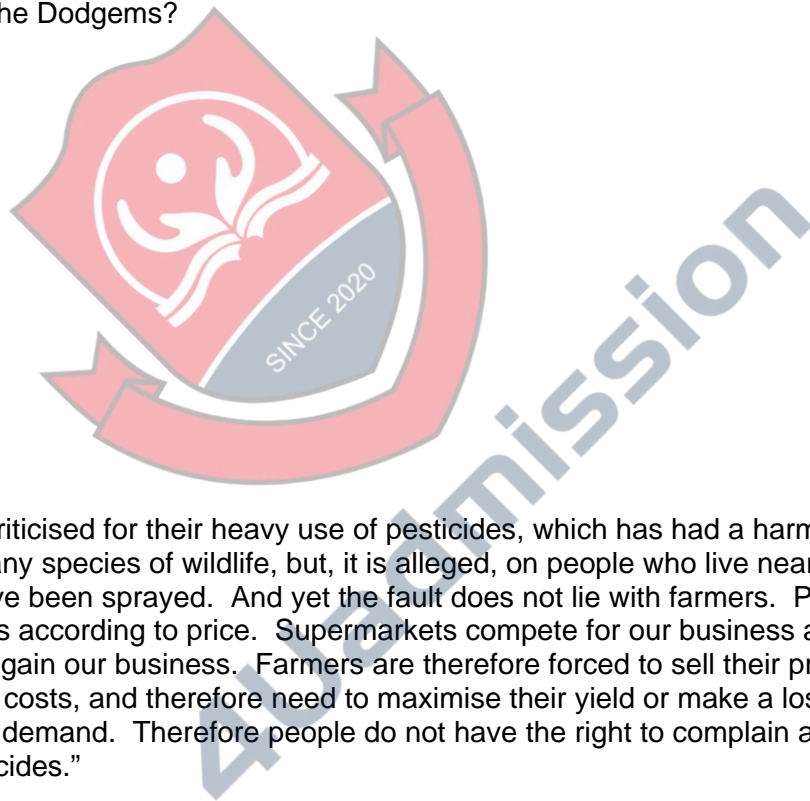 he Dodgems?
SINCE 2020
4Uadmission
riticised for their heavy use of pesticides, which has had a harm
any species of wildlife, but, it is alleged, on people who live near
ve been sprayed.  And yet the fault does not lie with farmers.  P
s according to price.  Supermarkets compete for our business a
gain our business.  Farmers are therefore forced to sell their pr
costs, and therefore need to maximise their yield or make a los
demand.  Therefore people do not have the right to complain a
cides.”